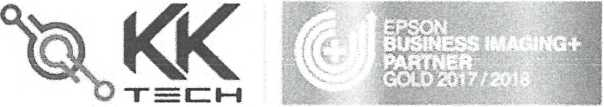 KK
TECH
EPSON
BUSINESS IMAGING+
PARTNER
GOLD 2017 / 2018